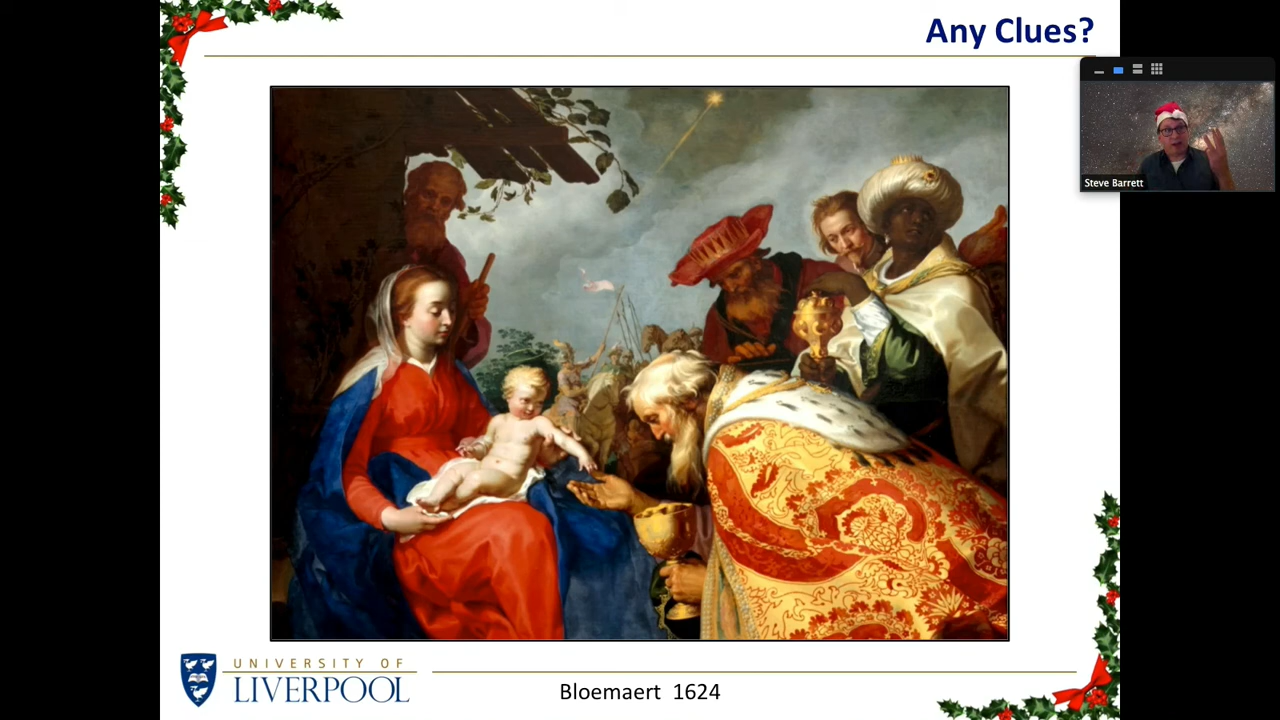 Any Clues?
Steve Barrett
UNIVERSITY OF
LIVERPOOL
Bloemaert 1624